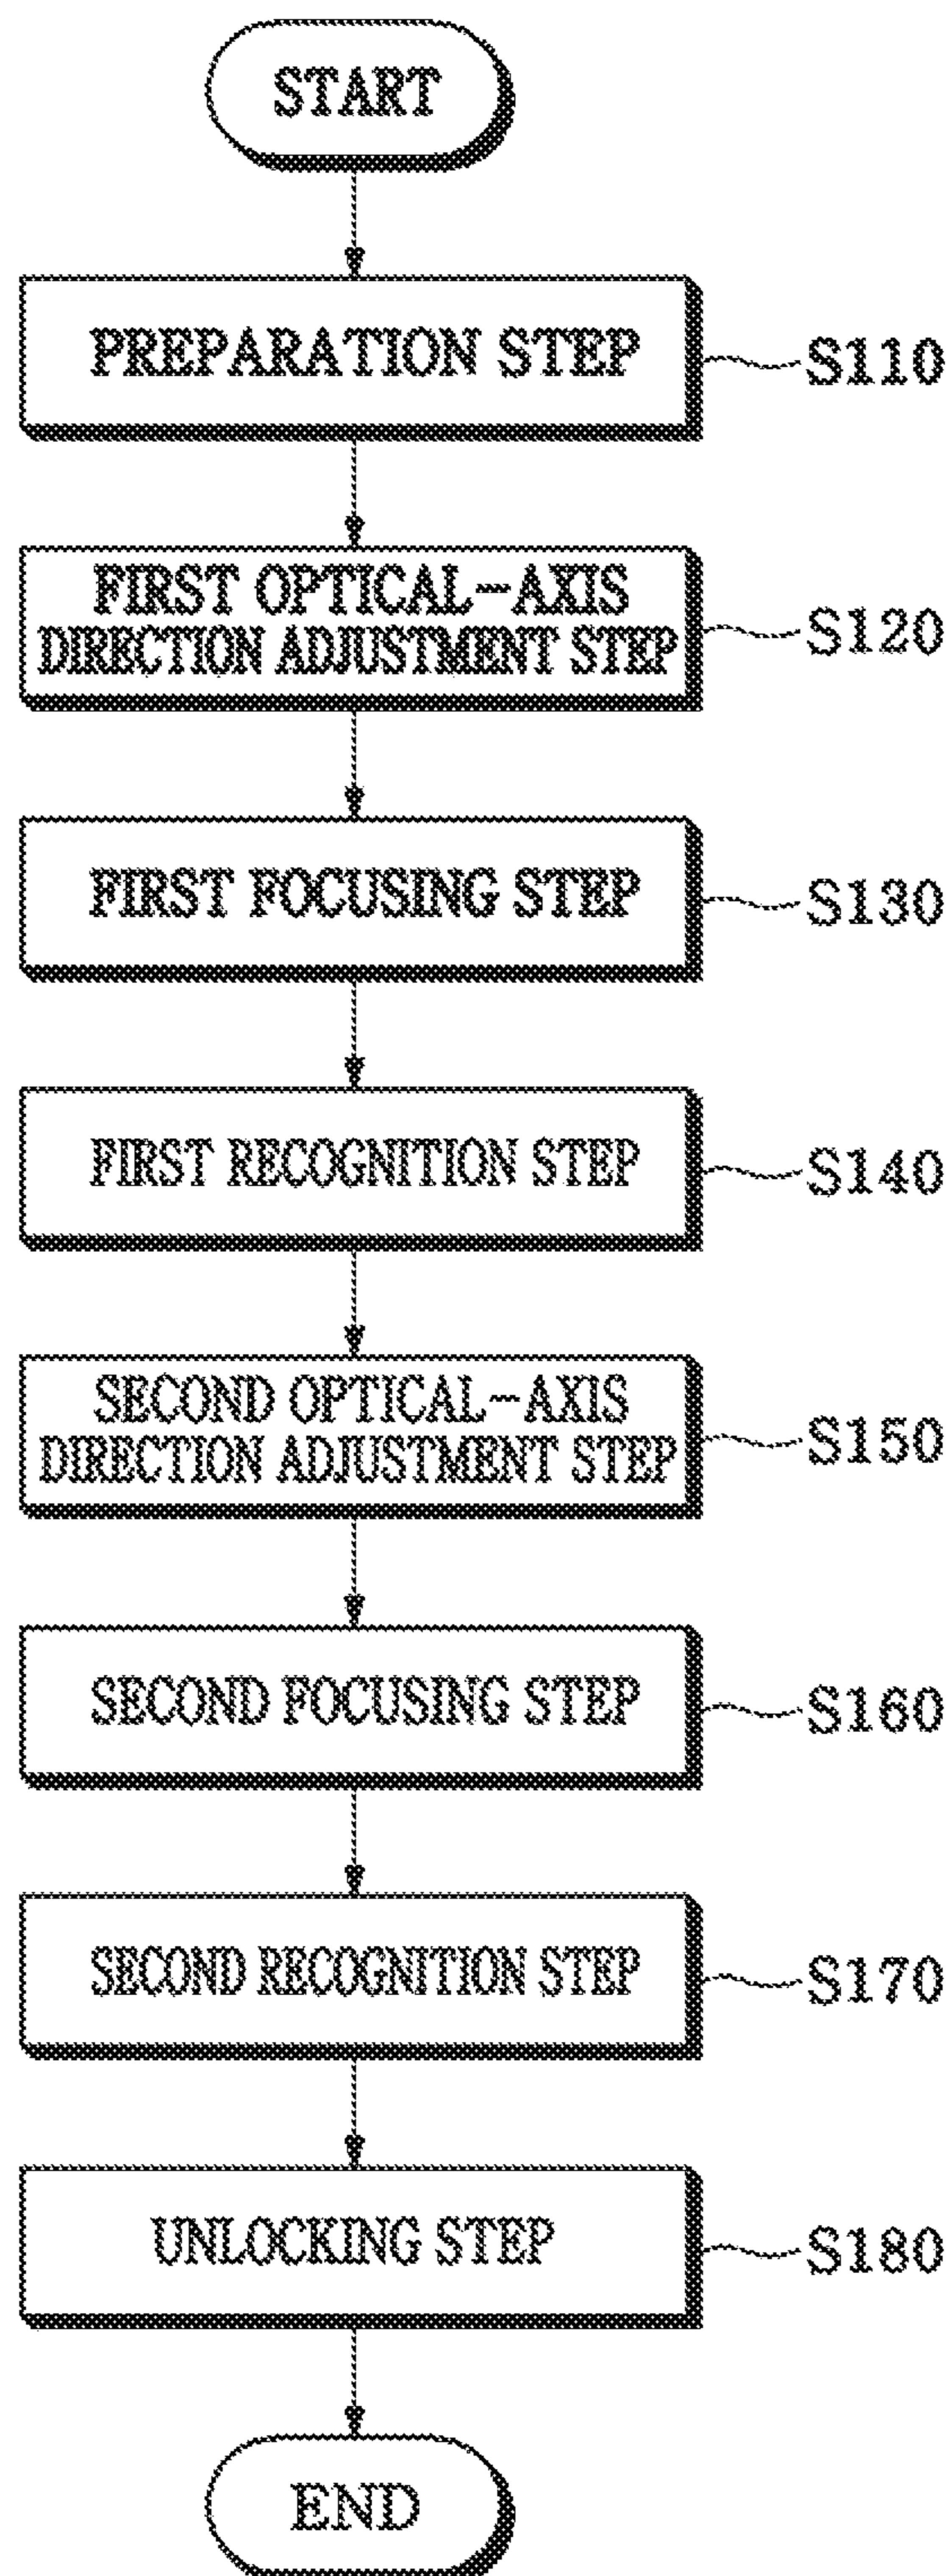 START
PREPARATION STEP
S110
FIRST OPTICAL-AXIS
DIRECTION ADJUSTMENT STEP
S120
FIRST FOCUSING STEP
S130
FIRST RECOGNITION STEP
S140
SECOND OPTICAL-AXIS
DIRECTION ADJUSTMENT STEP
S150
SECOND FOCUSING STEP
S160
SECOND RECOGNITION STEP
S170
UNLOCKING STEP
S180
END